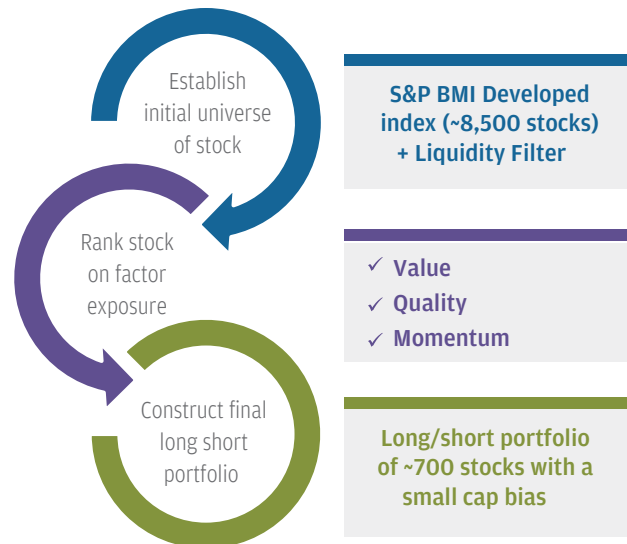 Establish
initial universe
of stock
S&P BMI Developed
index (~8,500 stocks)
+ Liquidity Filter
Rank stock
on factor
exposure
✓ Value
✓ Quality
✓ Momentum
Construct final
long short
portfolio
Long/short portfolio
of ~700 stocks with a
small cap bias